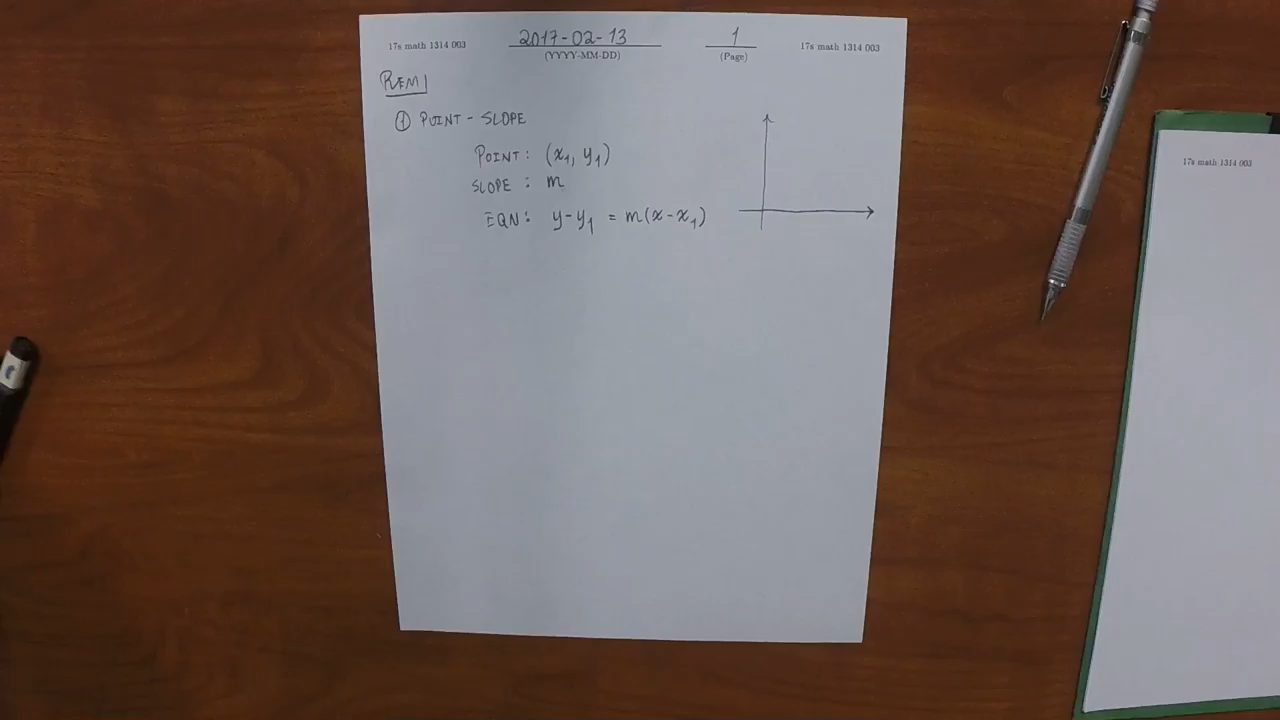 17s math 1314 003 2017-02-13 1 17s math 1314 003
(YYYY-MM-DD) (Page)
REM
① POINT - SLOPE
POINT: (x₁, y₁)
SLOPE : m
EQN: y-y₁ = m(x-x₁)
17s math 1314 003